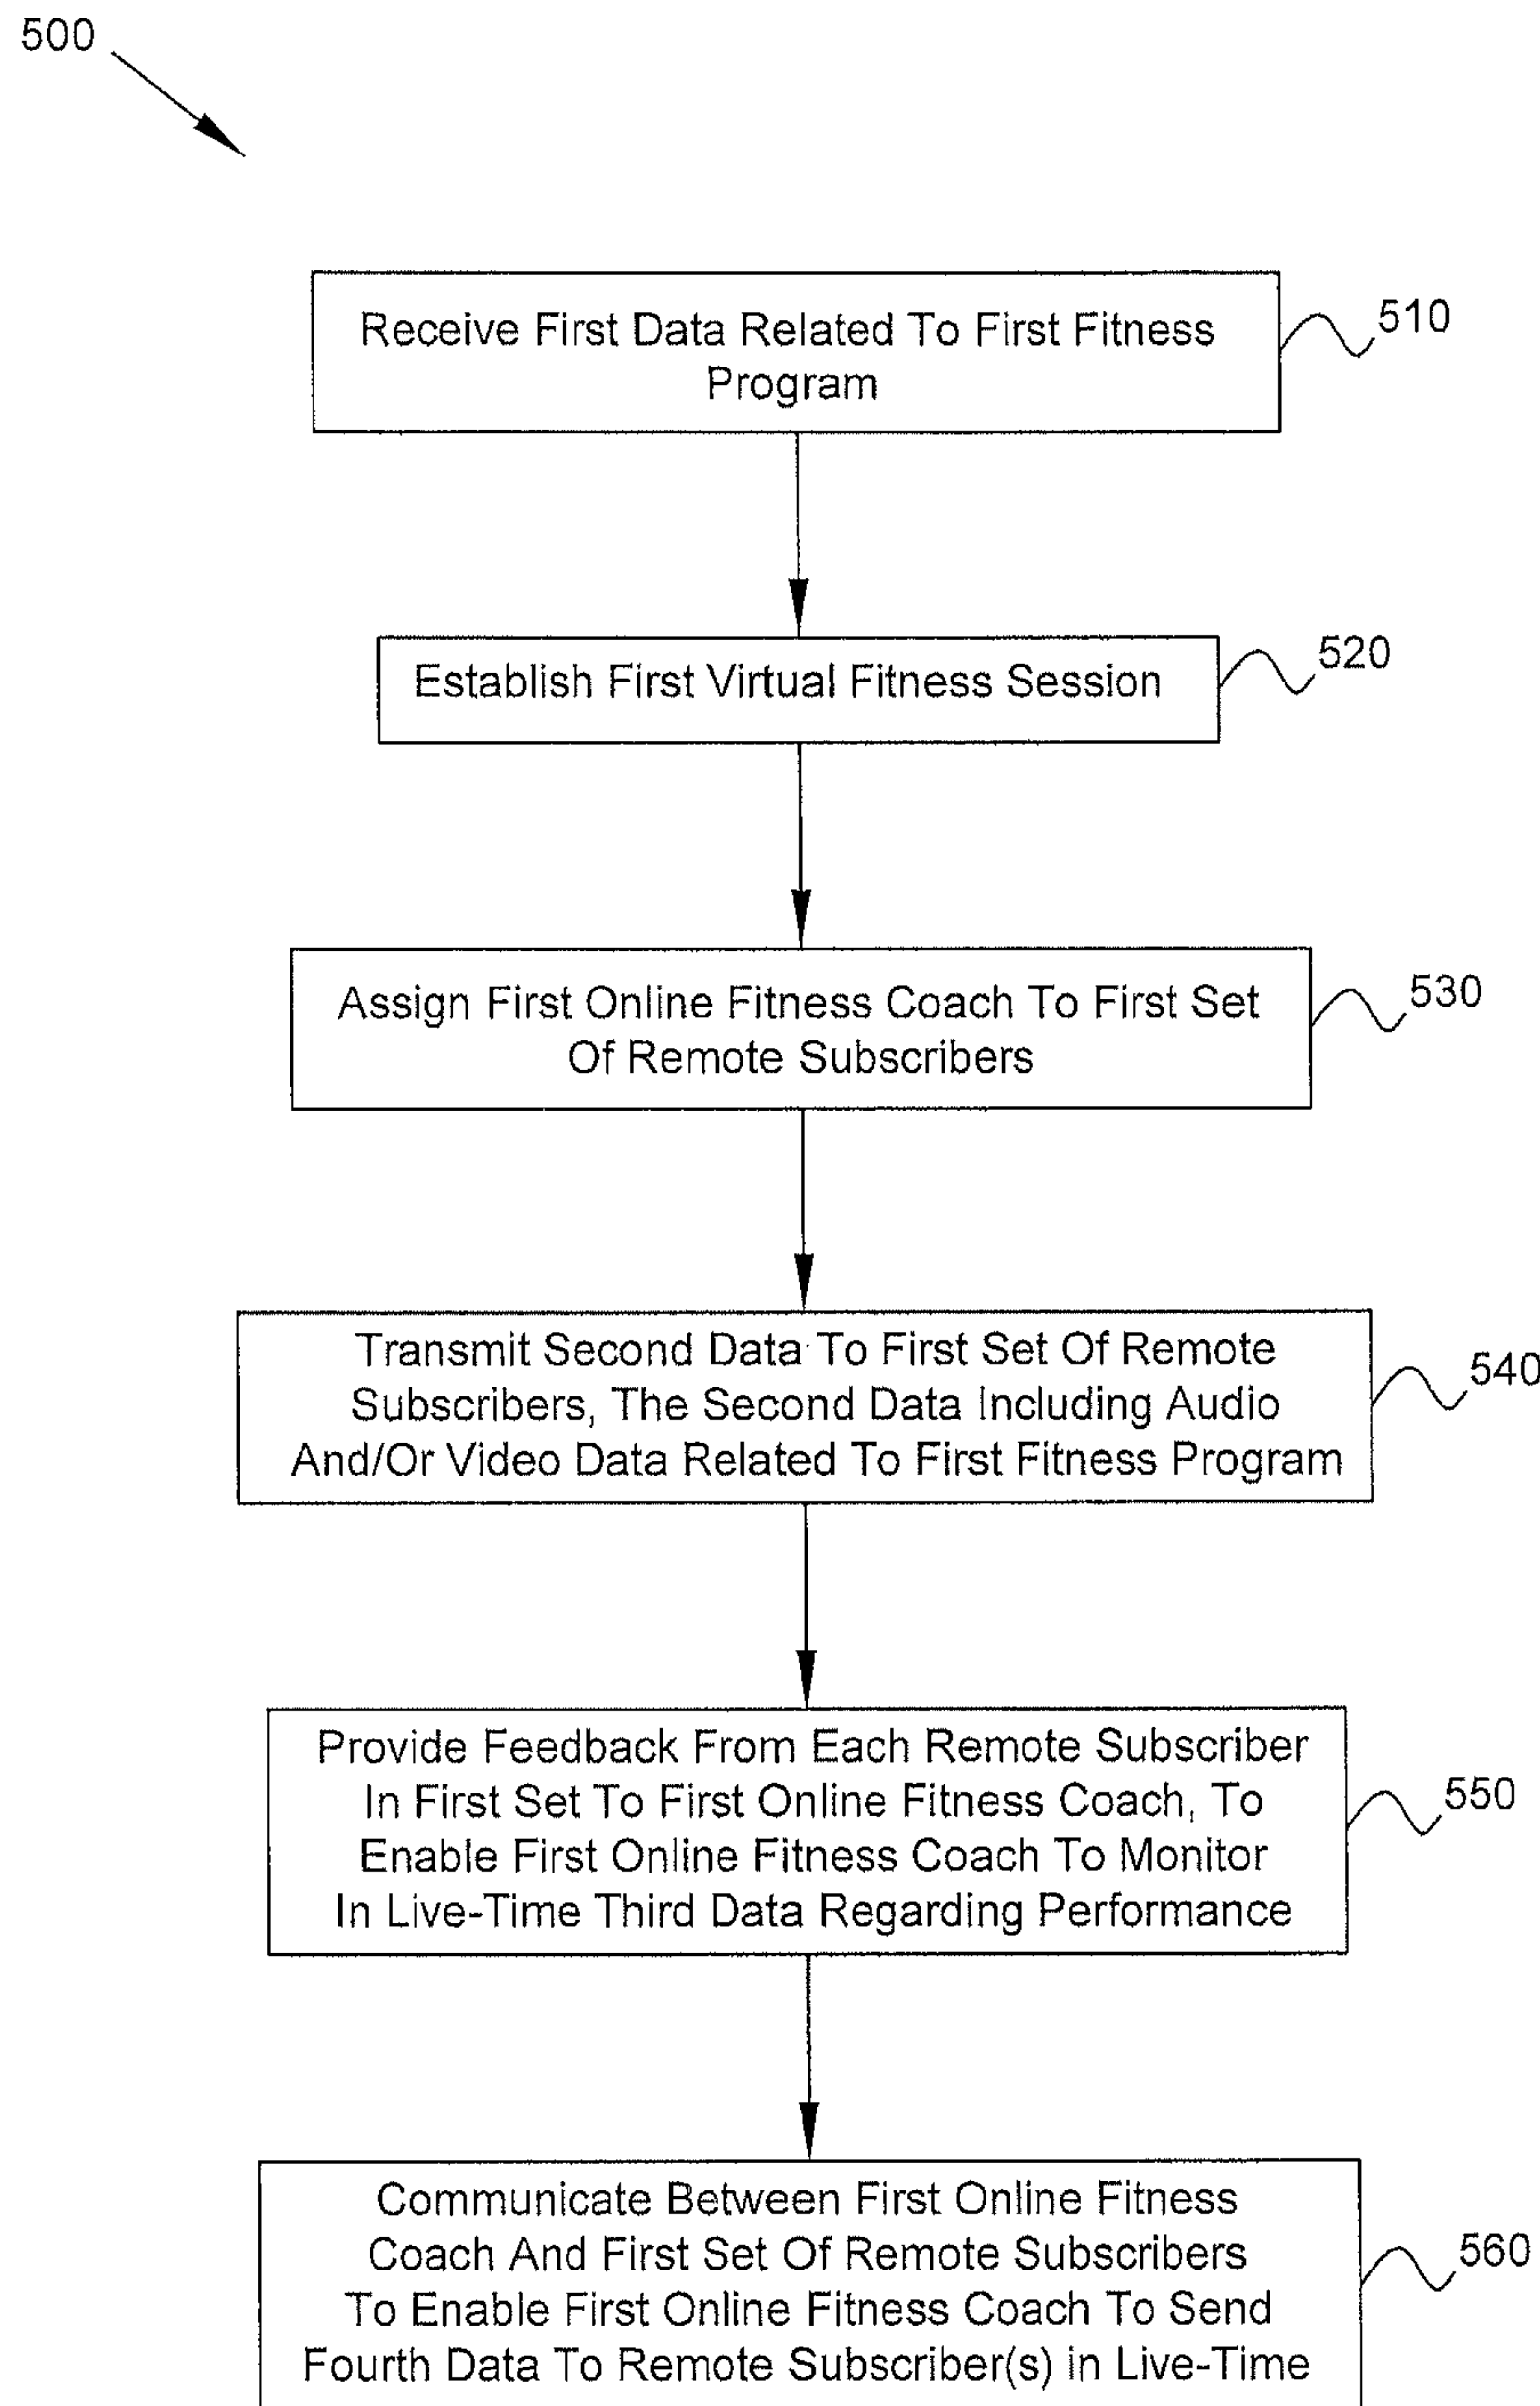 500
Receive First Data Related To First Fitness
Program
510
Establish First Virtual Fitness Session
520
Assign First Online Fitness Coach To First Set
Of Remote Subscribers
530
Transmit Second Data To First Set Of Remote
Subscribers, The Second Data Including Audio
And/Or Video Data Related To First Fitness Program
540
Provide Feedback From Each Remote Subscriber
In First Set To First Online Fitness Coach, To
Enable First Online Fitness Coach To Monitor
In Live-Time Third Data Regarding Performance
550
Communicate Between First Online Fitness
Coach And First Set Of Remote Subscribers
To Enable First Online Fitness Coach To Send
Fourth Data To Remote Subscriber(s) in Live-Time
560